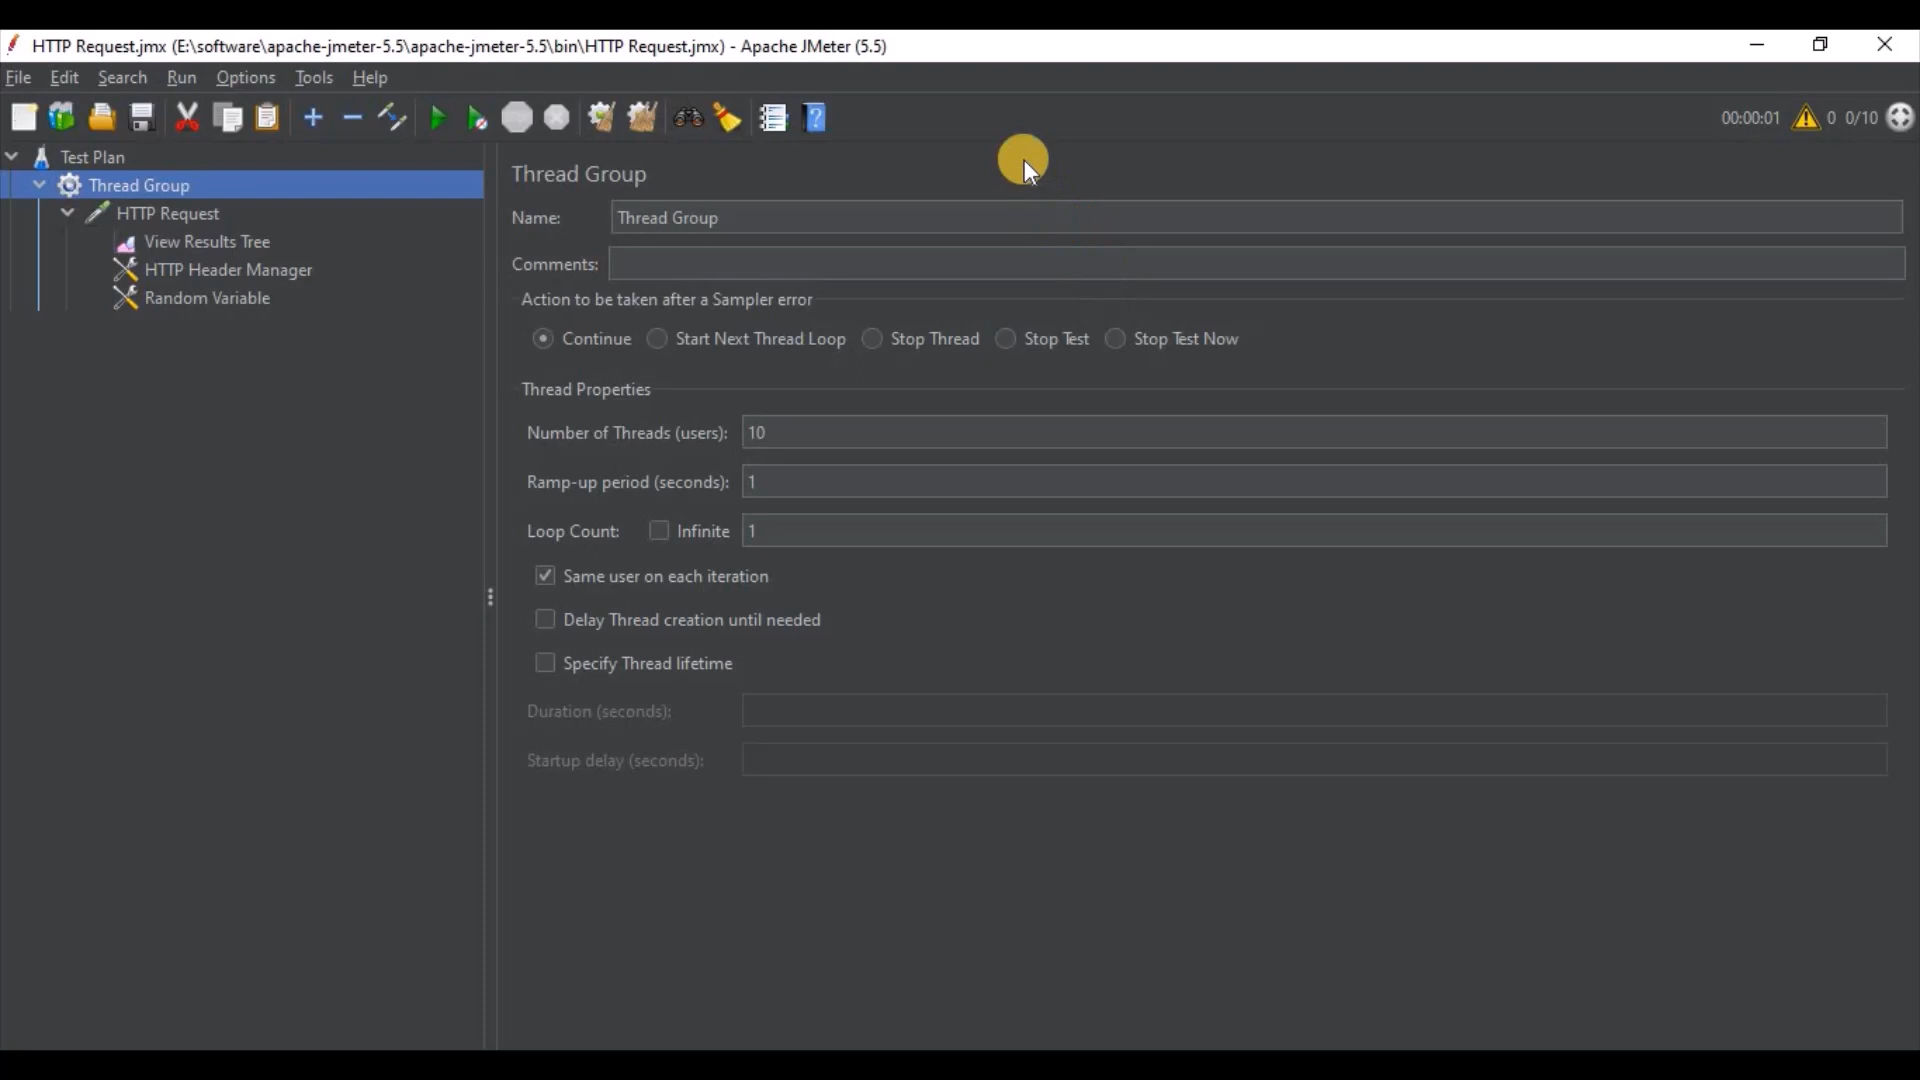 HTTP Request.jmx (E:\software\apache-jmeter-5.5\apache-jmeter-5.5\bin\HTTP Request.jmx) - Apache JMeter (5.5)
File Edit Search Run Options Tools Help
00:00:01 0 0/10
Test Plan
Thread Group
HTTP Request
View Results Tree
HTTP Header Manager
Random Variable
Thread Group
Name: Thread Group
Comments:
Action to be taken after a Sampler error
Continue Start Next Thread Loop Stop Thread Stop Test Stop Test Now
Thread Properties
Number of Threads (users): 10
Ramp-up period (seconds): 1
Loop Count: Infinite 1
Same user on each iteration
Delay Thread creation until needed
Specify Thread lifetime
Duration (seconds):
Startup delay (seconds):